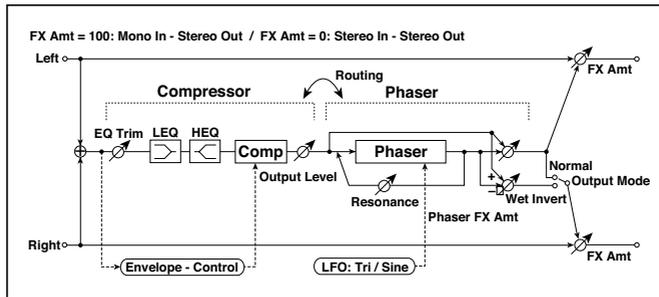 FX Amt = 100: Mono In - Stereo Out / FX Amt = 0: Stereo In - Stereo Out
Left
FX Amt
Routing
Compressor
Phaser
EQ Trim
LEQ
HEQ
Comp
Phaser
Output Level
Normal
Output Mode
+
−
Wet Invert
Resonance
Phaser FX Amt
Right
FX Amt
Envelope - Control
LFO: Tri / Sine